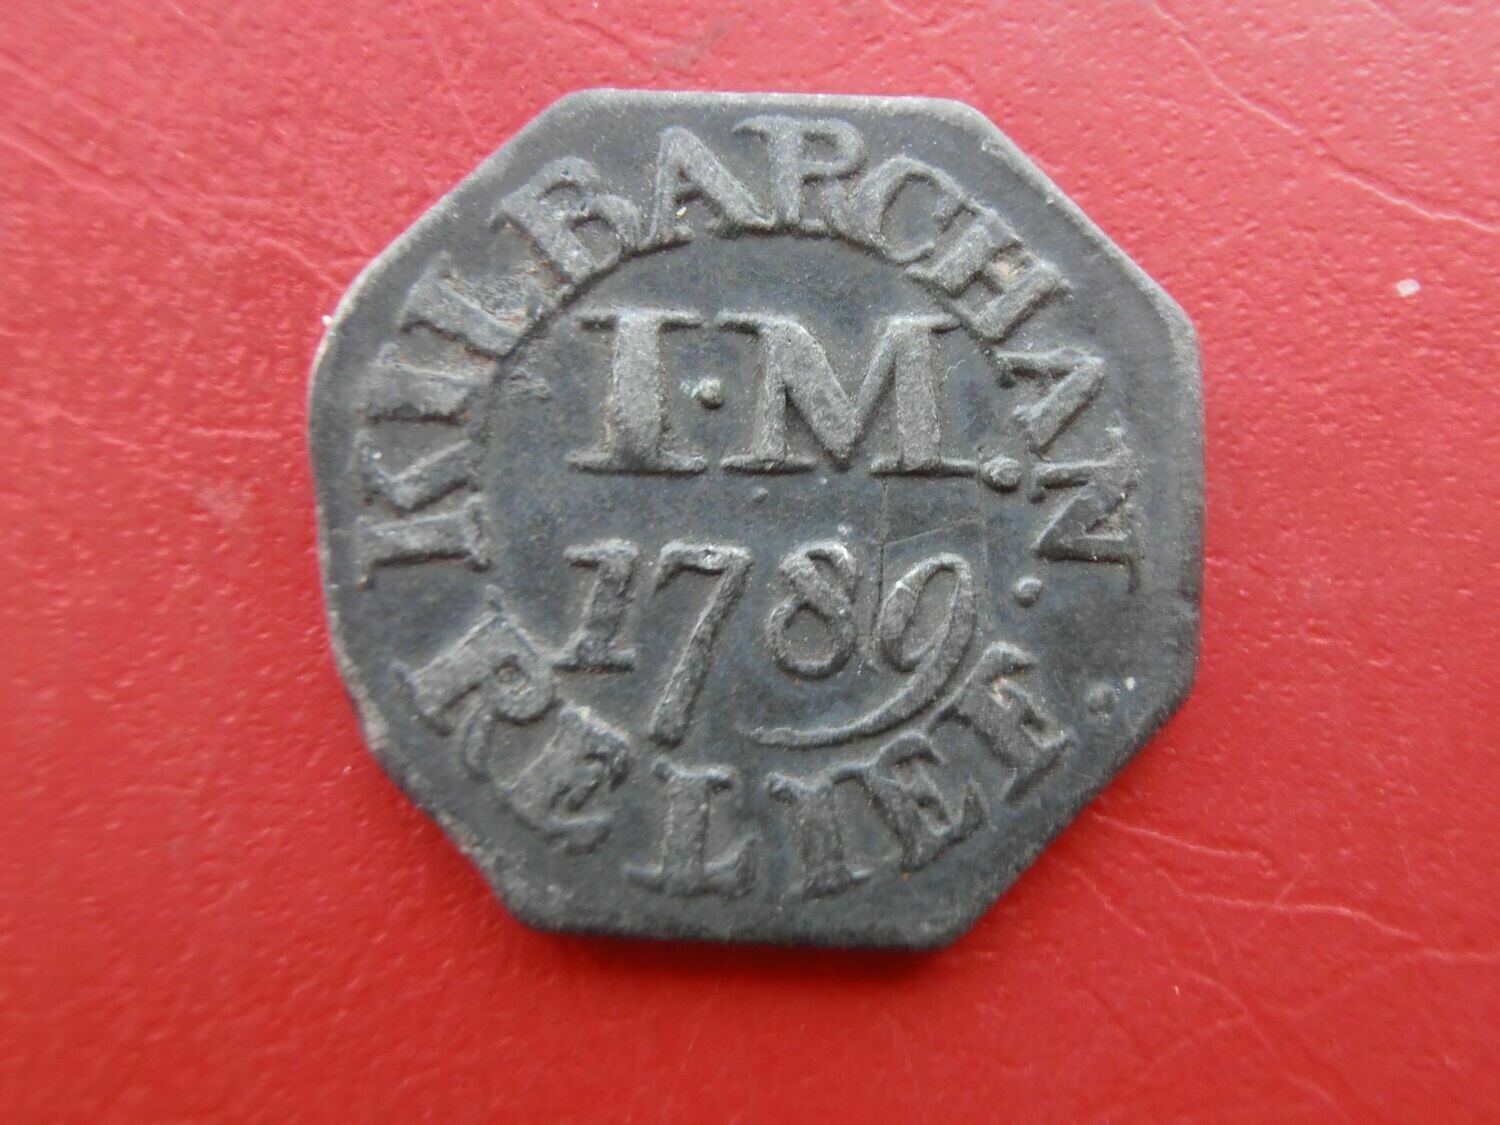 KILBARCHAN.
I·M.
1789
RELIEF.